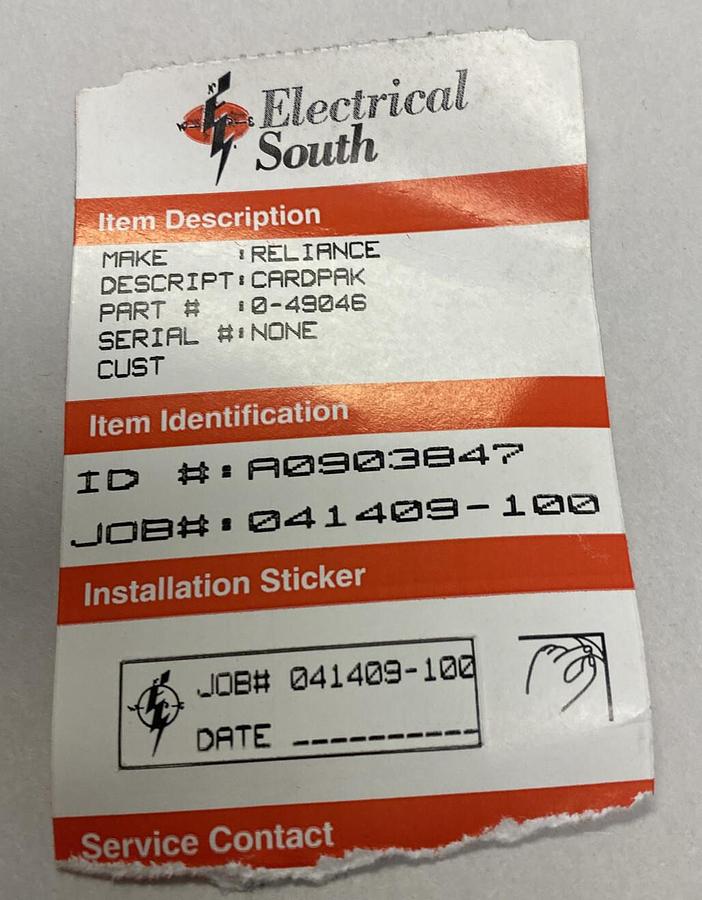 Electrical
South
Item Description
MAKE :RELIANCE
DESCRIPT:CARDPAK
PART # :0-49046
SERIAL #:NONE
CUST
Item Identification
ID #:A0903847
JOB#:041409-100
Installation Sticker
JOB# 041409-100
DATE __________
Service Contact